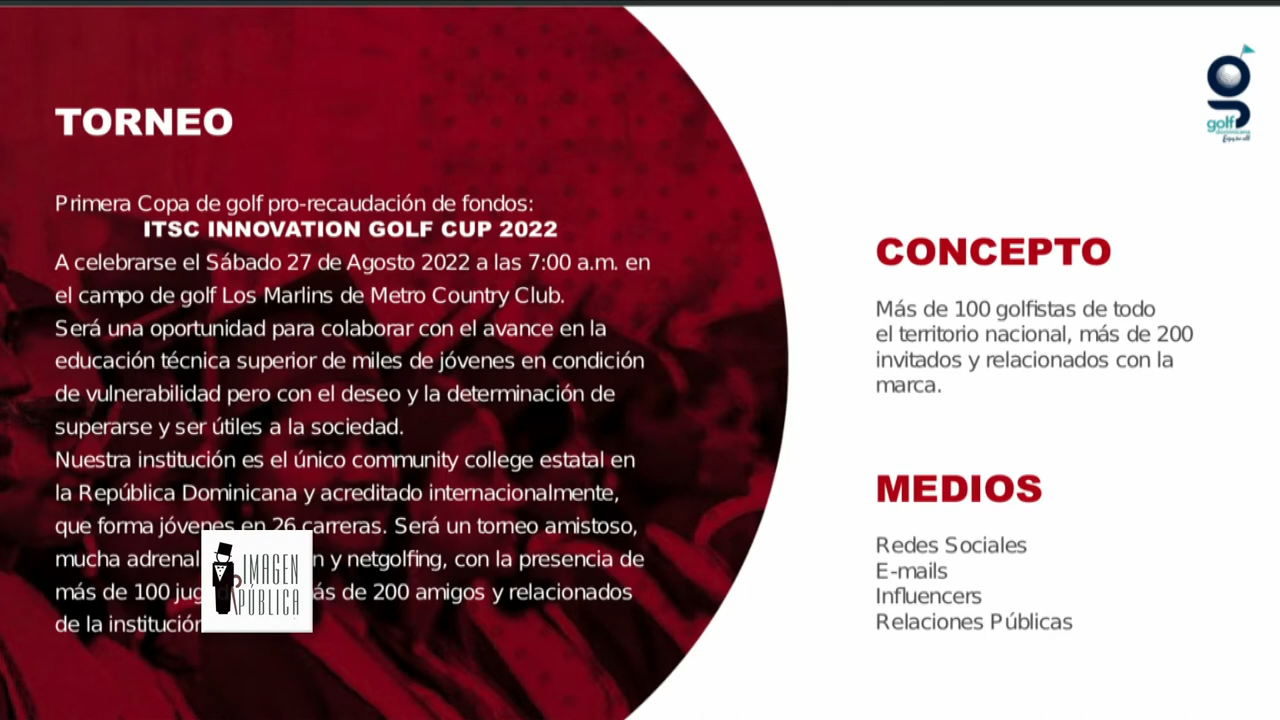 TORNEO
Primera Copa de golf pro-recaudación de fondos:
ITSC INNOVATION GOLF CUP 2022
A celebrarse el Sábado 27 de Agosto 2022 a las 7:00 a.m. en
el campo de golf Los Marlins de Metro Country Club.
Será una oportunidad para colaborar con el avance en la
educación técnica superior de miles de jóvenes en condición
de vulnerabilidad pero con el deseo y la determinación de
superarse y ser útiles a la sociedad.
Nuestra institución es el único community college estatal en
la República Dominicana y acreditado internacionalmente,
que forma jóvenes en 26 carreras. Será un torneo amistoso,
mucha adrenal n y netgolfing, con la presencia de
más de 100 jug ás de 200 amigos y relacionados
de la institución
IMAGEN
PÚBLICA
golf
CONCEPTO
Más de 100 golfistas de todo
el territorio nacional, más de 200
invitados y relacionados con la
marca.
MEDIOS
Redes Sociales
E-mails
Influencers
Relaciones Públicas